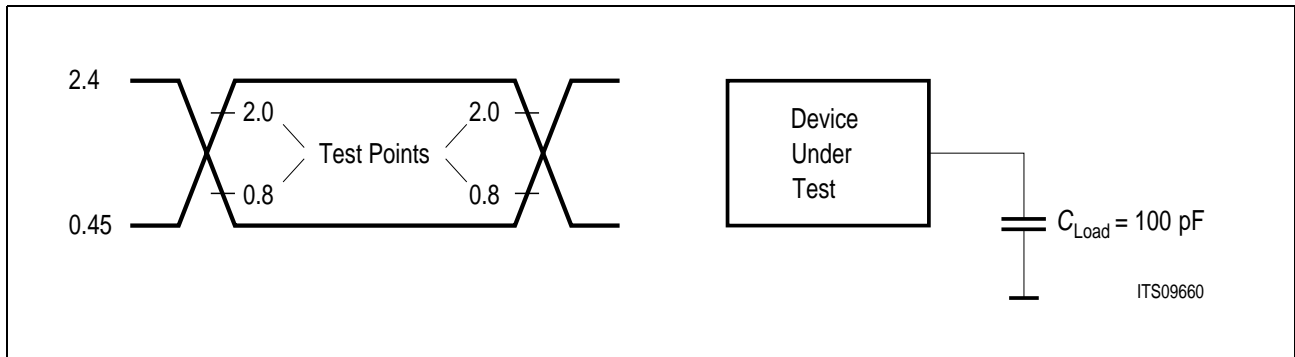 2.4
2.0
2.0
Test Points
0.8
0.8
0.45
Device
Under
Test
C Load = 100 pF
ITS09660